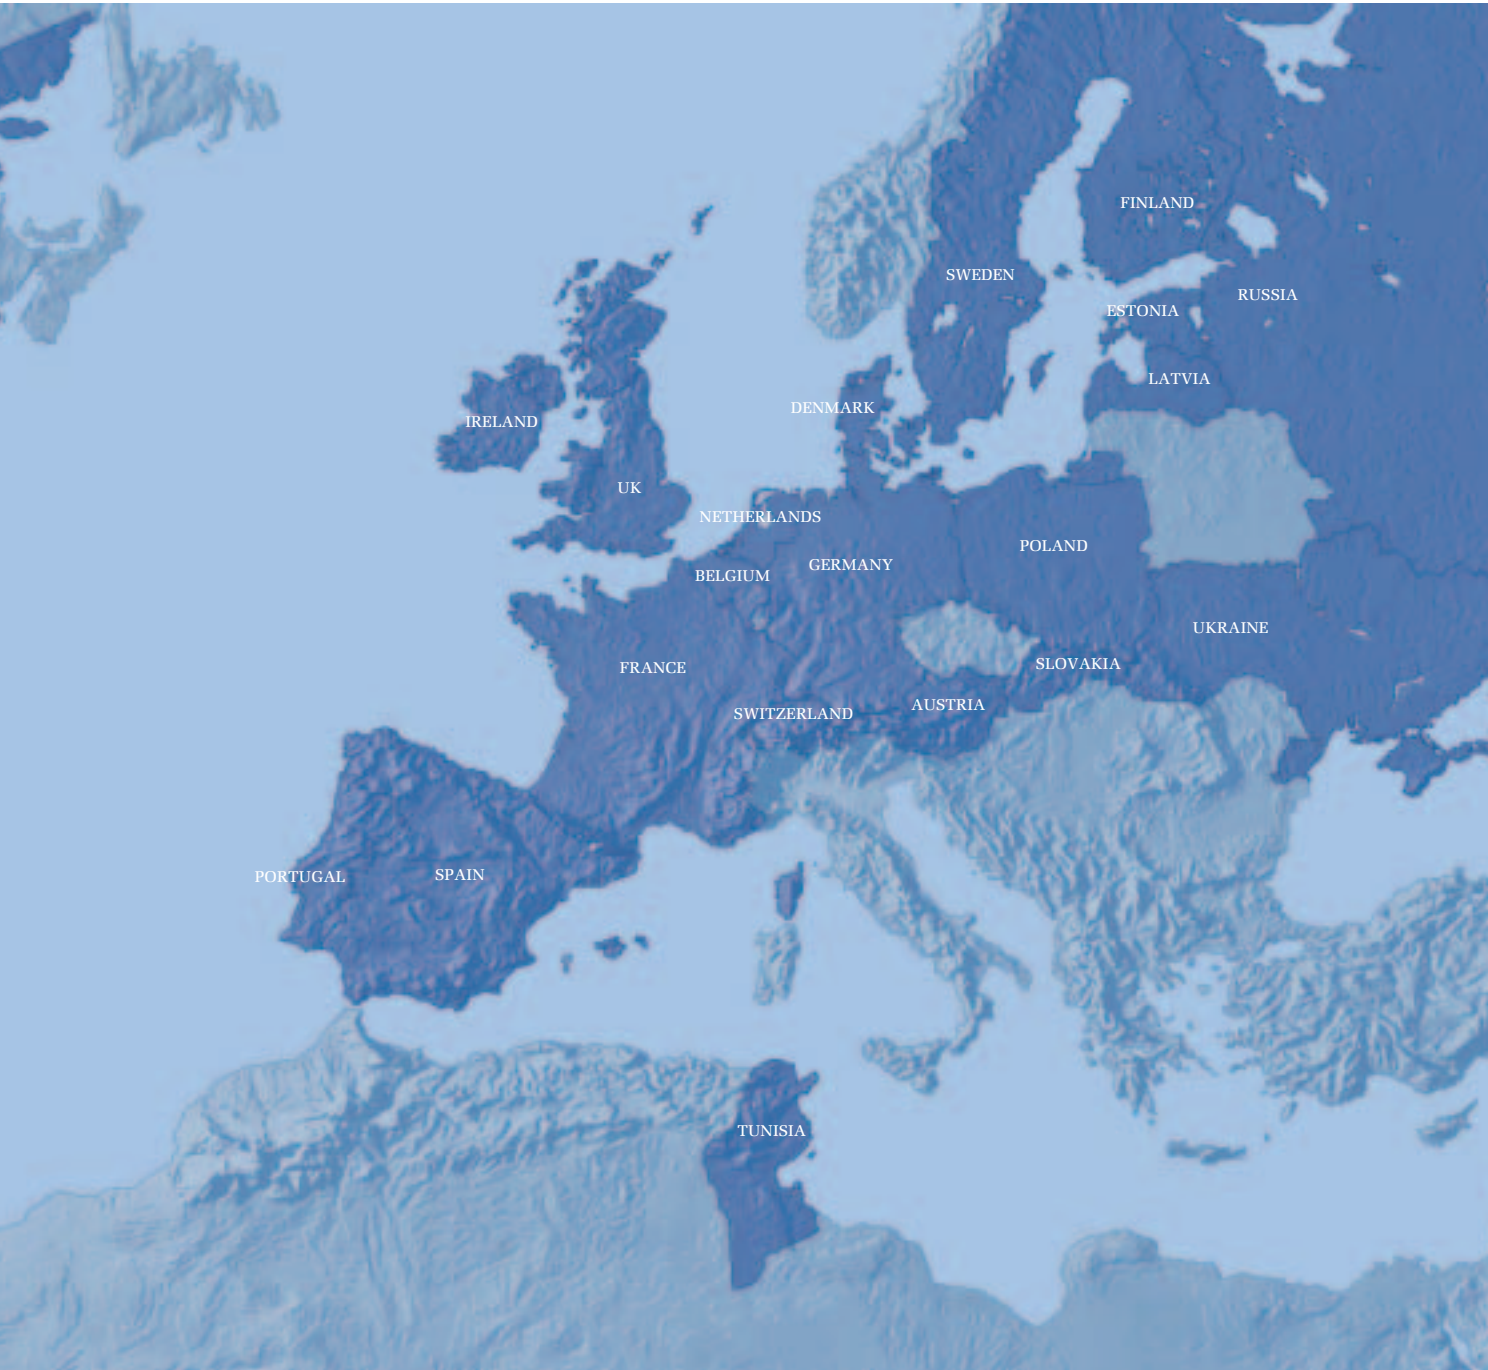 FINLAND
SWEDEN
RUSSIA
ESTONIA
LATVIA
DENMARK
IRELAND
UK
NETHERLANDS
POLAND
GERMANY
BELGIUM
UKRAINE
SLOVAKIA
FRANCE
AUSTRIA
SWITZERLAND
PORTUGAL
SPAIN
TUNISIA